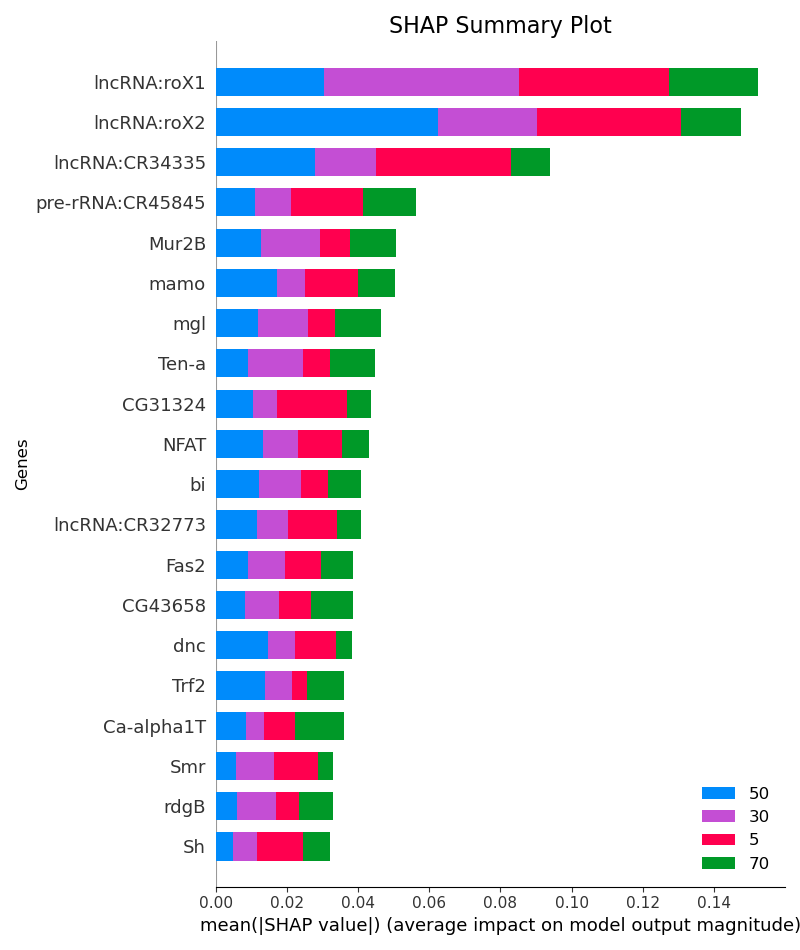 SHAP Summary Plot
Genes
lncRNA:roX1
lncRNA:roX2
lncRNA:CR34335
pre-rRNA:CR45845
Mur2B
mamo
mgl
Ten-a
CG31324
NFAT
bi
lncRNA:CR32773
Fas2
CG43658
dnc
Trf2
Ca-alpha1T
Smr
rdgB
Sh
50
30
5
70
0.00 0.02 0.04 0.06 0.08 0.10 0.12 0.14
mean(|SHAP value|) (average impact on model output magnitude)